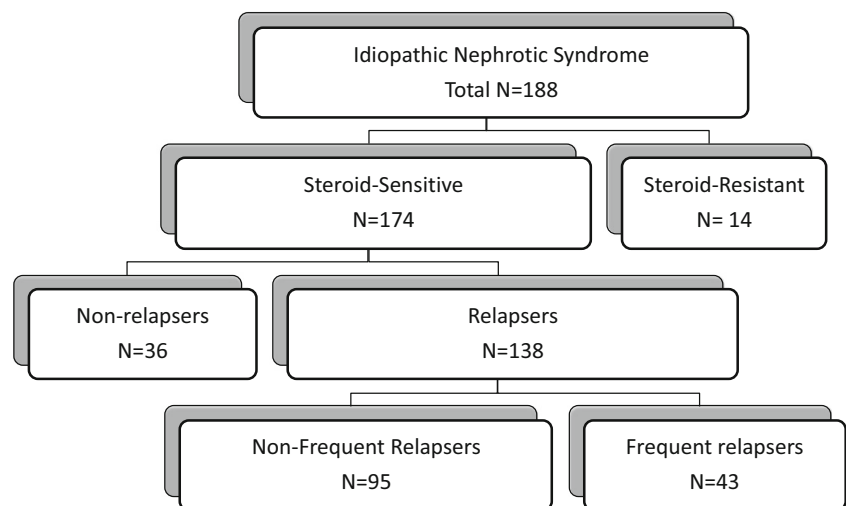 Idiopathic Nephrotic Syndrome
Total N=188
Steroid-Sensitive
N=174
Steroid-Resistant
N= 14
Non-relapsers
N=36
Relapsers
N=138
Non-Frequent Relapsers
N=95
Frequent relapsers
N=43